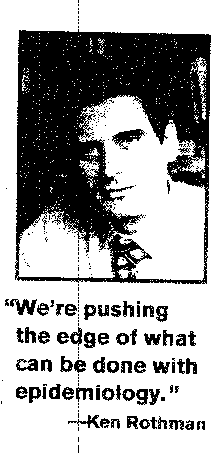 “We’re pushing
the edge of what
can be done with
epidemiology.”
—Ken Rothman